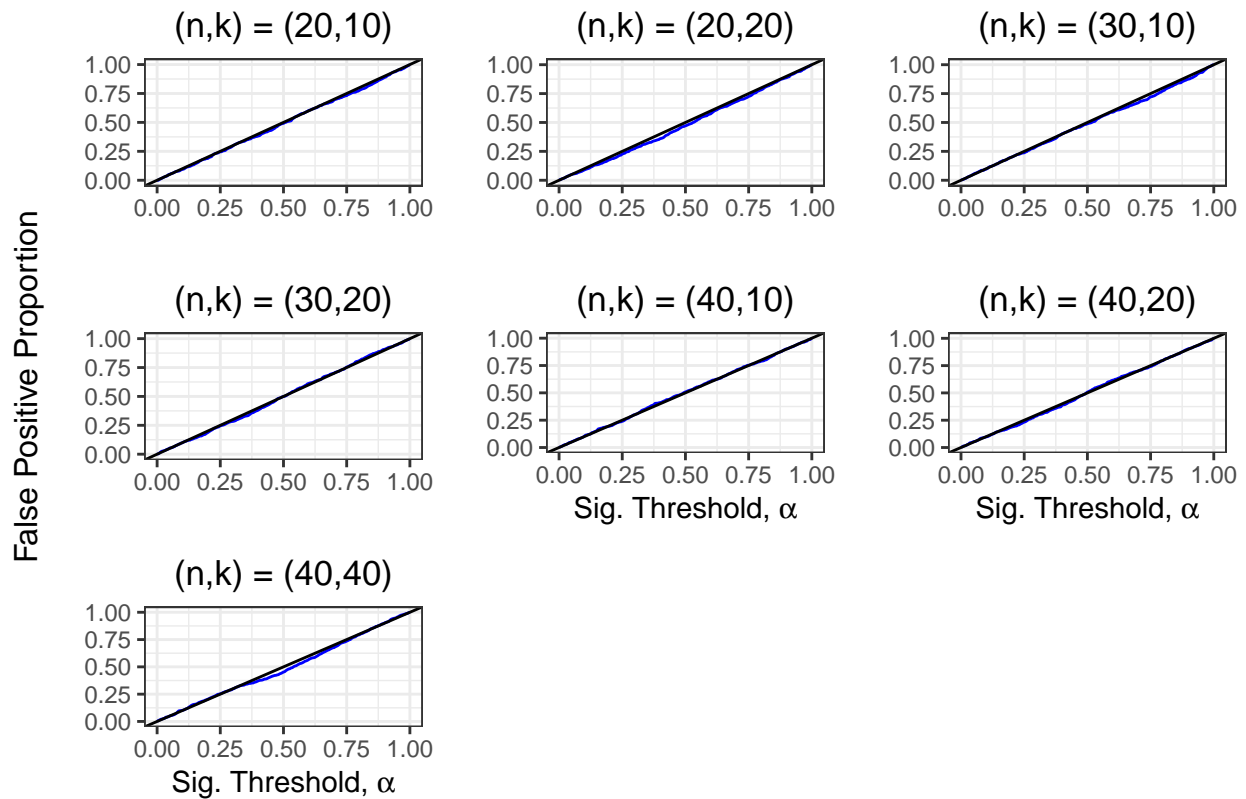 (n,k) = (20,10)
(n,k) = (20,20)
(n,k) = (30,10)
1.00
0.75
0.50
0.25
0.00
0.00 0.25 0.50 0.75 1.00
1.00
0.75
0.50
0.25
0.00
0.00 0.25 0.50 0.75 1.00
1.00
0.75
0.50
0.25
0.00
0.00 0.25 0.50 0.75 1.00
False Positive Proportion
(n,k) = (30,20)
(n,k) = (40,10)
(n,k) = (40,20)
1.00
0.75
0.50
0.25
0.00
0.00 0.25 0.50 0.75 1.00
1.00
0.75
0.50
0.25
0.00
0.00 0.25 0.50 0.75 1.00
Sig. Threshold, α
1.00
0.75
0.50
0.25
0.00
0.00 0.25 0.50 0.75 1.00
Sig. Threshold, α
(n,k) = (40,40)
1.00
0.75
0.50
0.25
0.00
0.00 0.25 0.50 0.75 1.00
Sig. Threshold, α